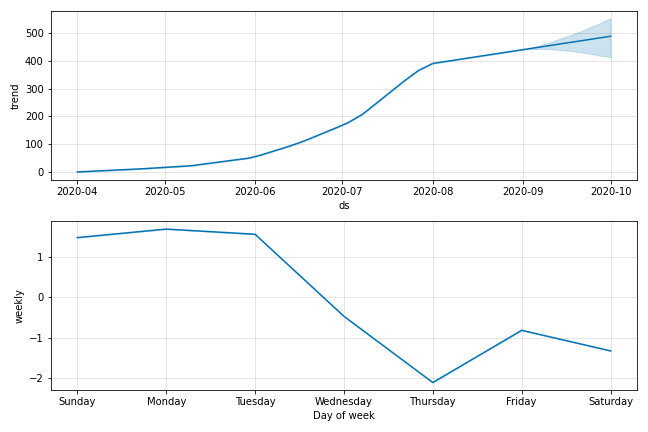 500
400
300
200
100
0
trend
2020-04 2020-05 2020-06 2020-07 2020-08 2020-09 2020-10
ds
1
0
−1
−2
weekly
Sunday Monday Tuesday Wednesday Thursday Friday Saturday
Day of week